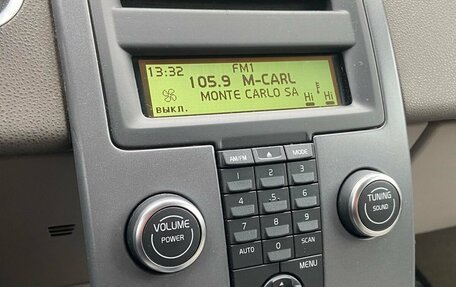 13:32 FM1
105.9 M-CARL
MONTE CARLO SA Hi Hi
ВЫКЛ.
AM/FM MODE
1 2 3
4 .5. 6
7 8 9
AUTO 0 SCAN
MENU
VOLUME
POWER
TUNING
SOUND